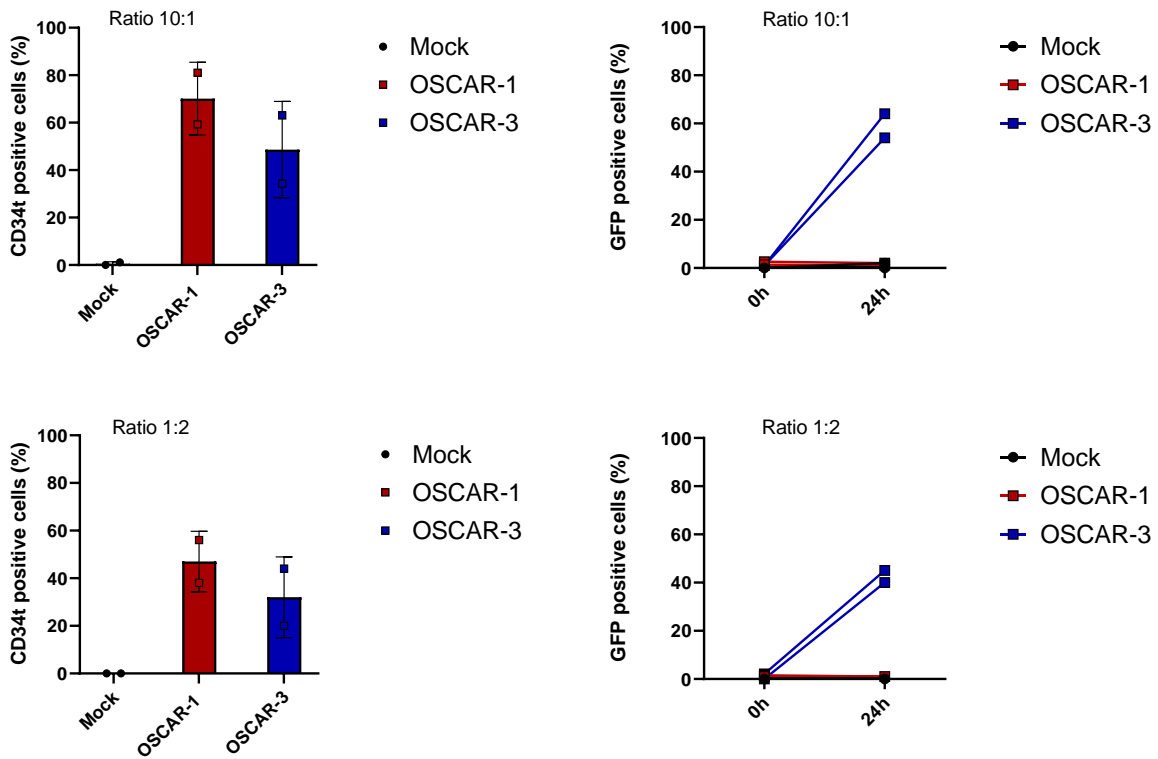 Ratio 10:1
CD34t positive cells (%)
100
80
60
40
20
0
Mock
OSCAR-1
OSCAR-3
Mock
OSCAR-1
OSCAR-3
Ratio 10:1
GFP positive cells (%)
100
80
60
40
20
0
0h
24h
Mock
OSCAR-1
OSCAR-3
Ratio 1:2
CD34t positive cells (%)
100
80
60
40
20
0
Mock
OSCAR-1
OSCAR-3
Mock
OSCAR-1
OSCAR-3
Ratio 1:2
GFP positive cells (%)
100
80
60
40
20
0
0h
24h
Mock
OSCAR-1
OSCAR-3